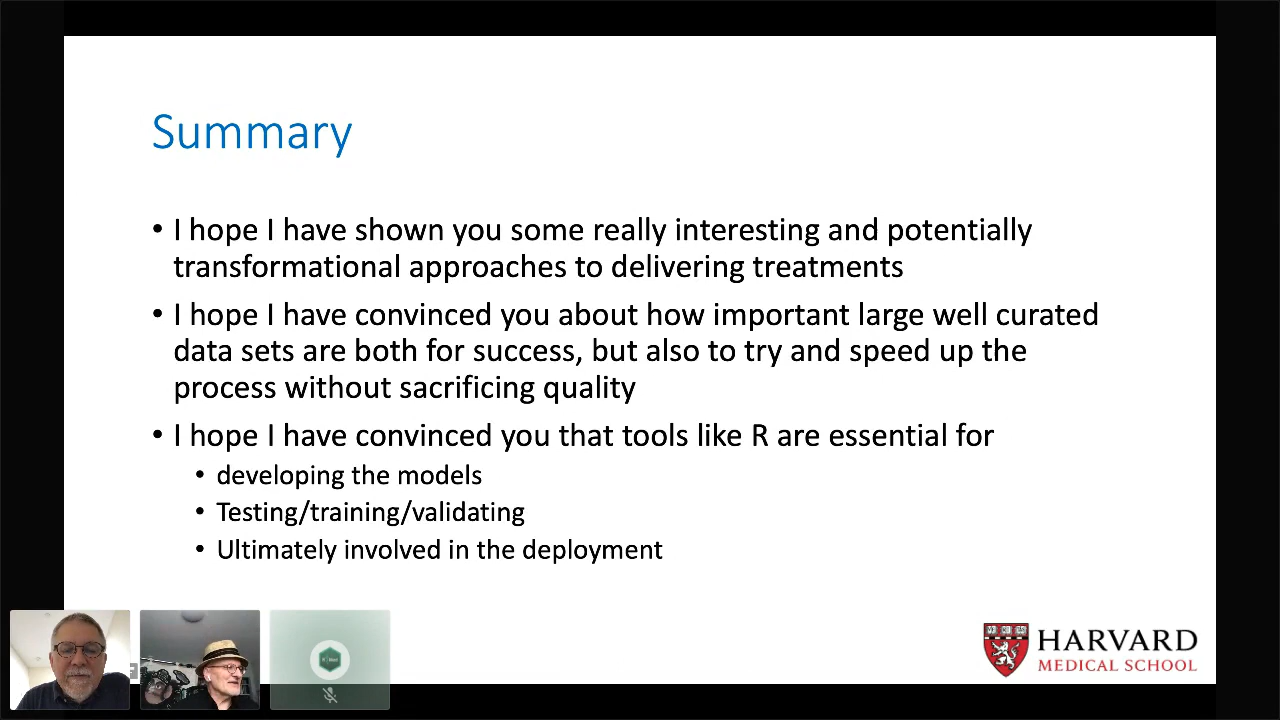 Summary
• I hope I have shown you some really interesting and potentially
transformational approaches to delivering treatments
• I hope I have convinced you about how important large well curated
data sets are both for success, but also to try and speed up the
process without sacrificing quality
• I hope I have convinced you that tools like R are essential for
• developing the models
• Testing/training/validating
• Ultimately involved in the deployment
HARVARD
MEDICAL SCHOOL